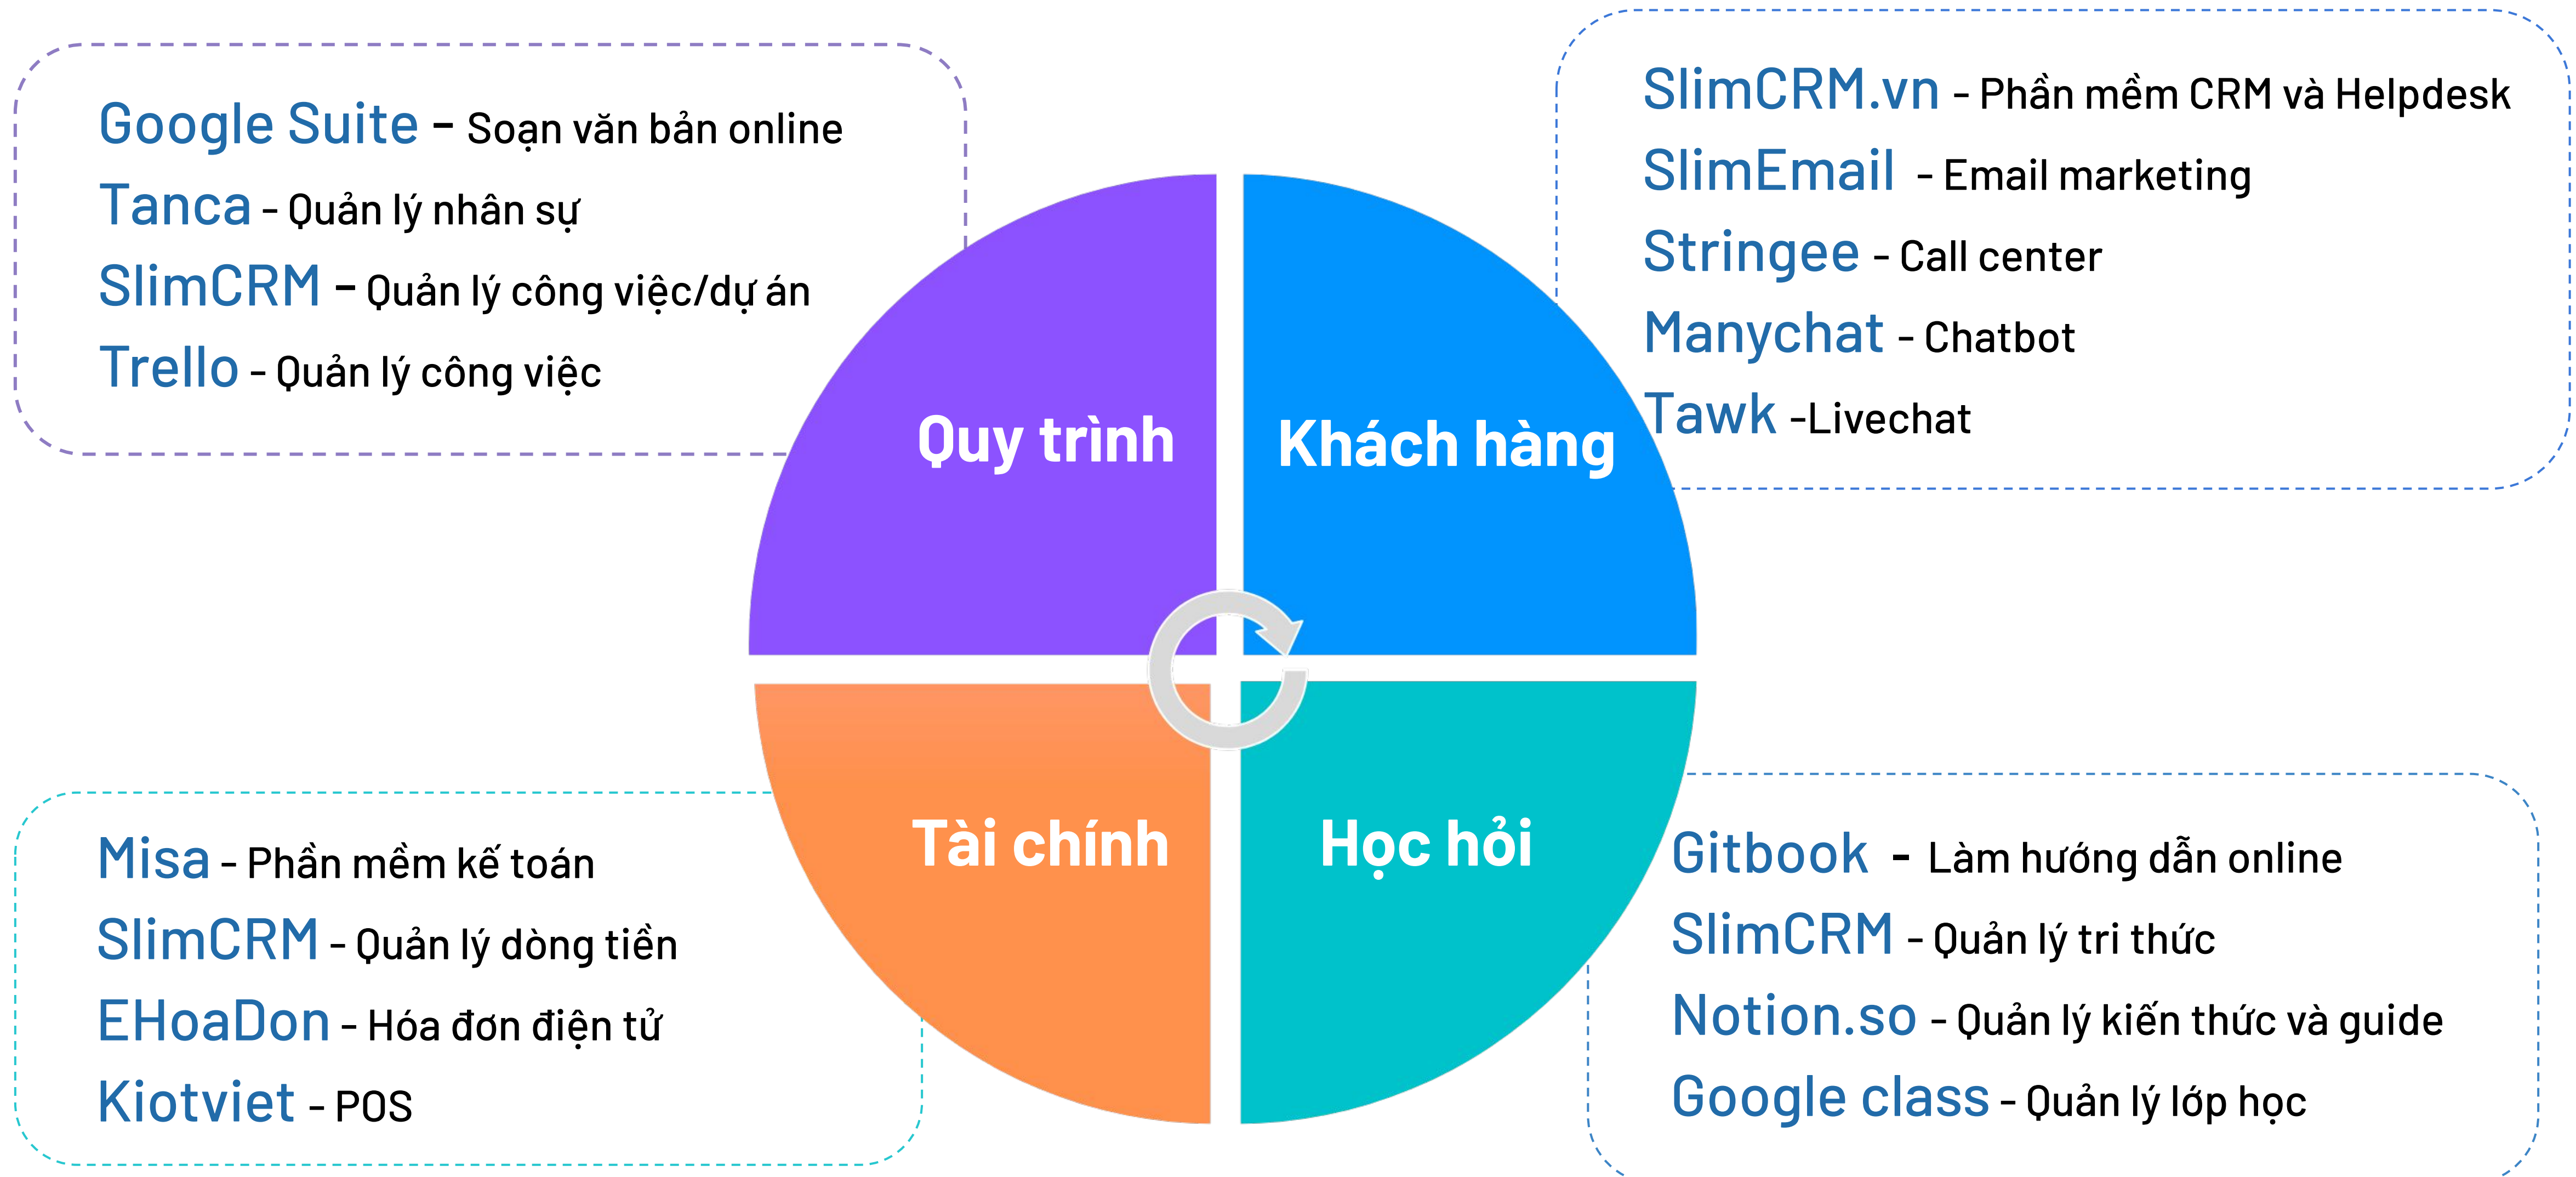 Google Suite - Soạn văn bản online
Tanca - Quản lý nhân sự
SlimCRM - Quản lý công việc/dự án
Trello - Quản lý công việc
SlimCRM.vn - Phần mềm CRM và Helpdesk
SlimEmail - Email marketing
Stringee - Call center
Manychat - Chatbot
Tawk -Livechat
Quy trình
Khách hàng
Tài chính
Học hỏi
Misa - Phần mềm kế toán
SlimCRM - Quản lý dòng tiền
EHoaDon - Hóa đơn điện tử
Kiotviet - POS
Gitbook - Làm hướng dẫn online
SlimCRM - Quản lý tri thức
Notion.so - Quản lý kiến thức và guide
Google class - Quản lý lớp học